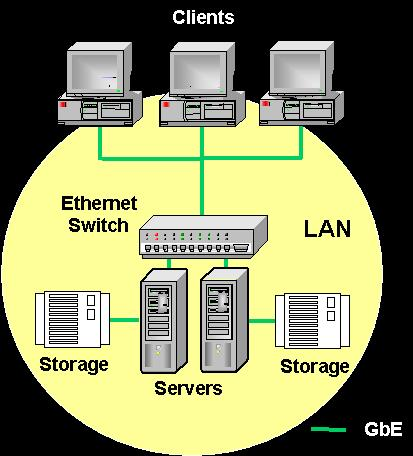 Clients
Ethernet
Switch
LAN
Storage
Servers
Storage
GbE